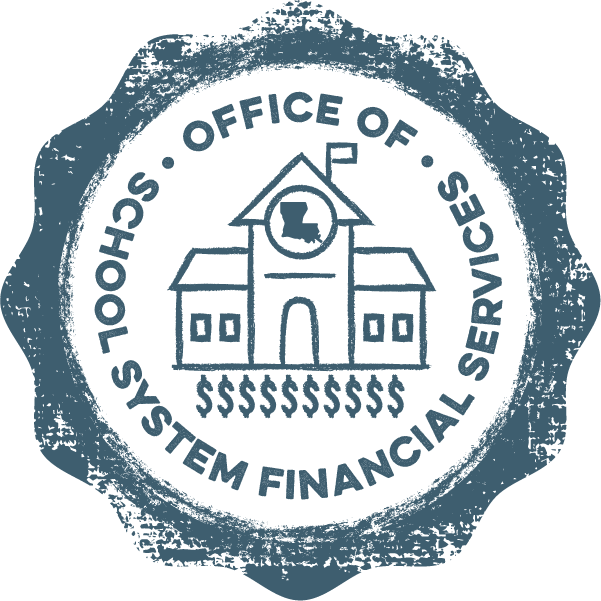 • OFFICE OF •
SCHOOL SYSTEM FINANCIAL SERVICES
$$$$$$$$$$